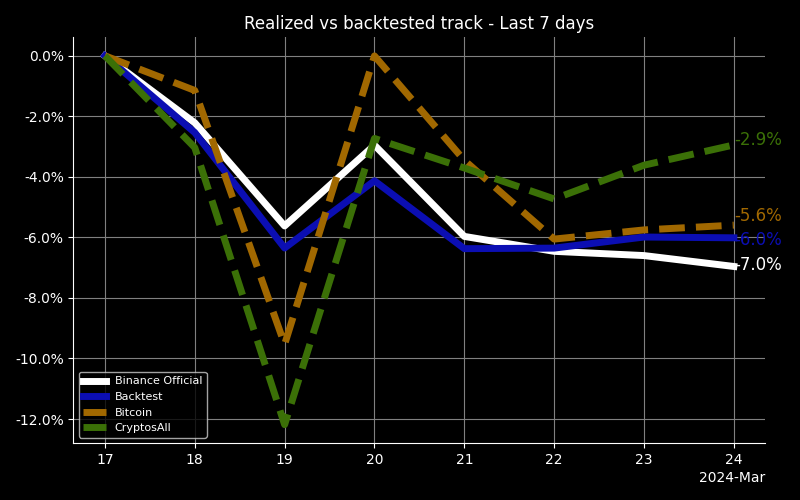 Realized vs backtested track - Last 7 days
0.0%
-2.0%
-4.0%
-6.0%
-8.0%
-10.0%
-12.0%
-2.9%
-5.6%
-6.0%
-7.0%
Binance Official
Backtest
Bitcoin
CryptosAll
17 18 19 20 21 22 23 24
2024-Mar